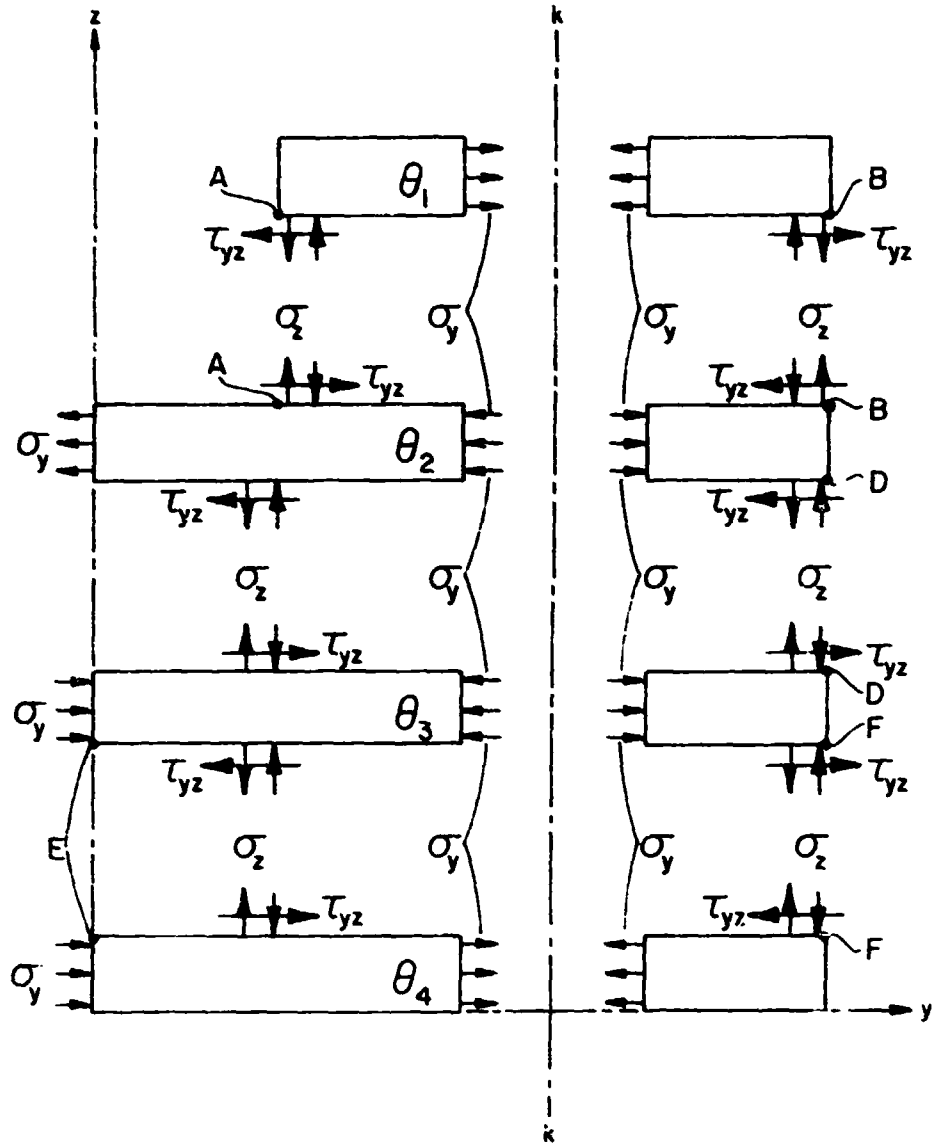 z k
A θ1 B
τyz τyz
σz σy σy σz
A τyz τyz B
σy θ2 D
τyz τyz
σz σy σy σz
τyz τyz
σy θ3 D
F
τyz τyz
E σz σy σy σz
τyz τyz F
σy θ4
y
k